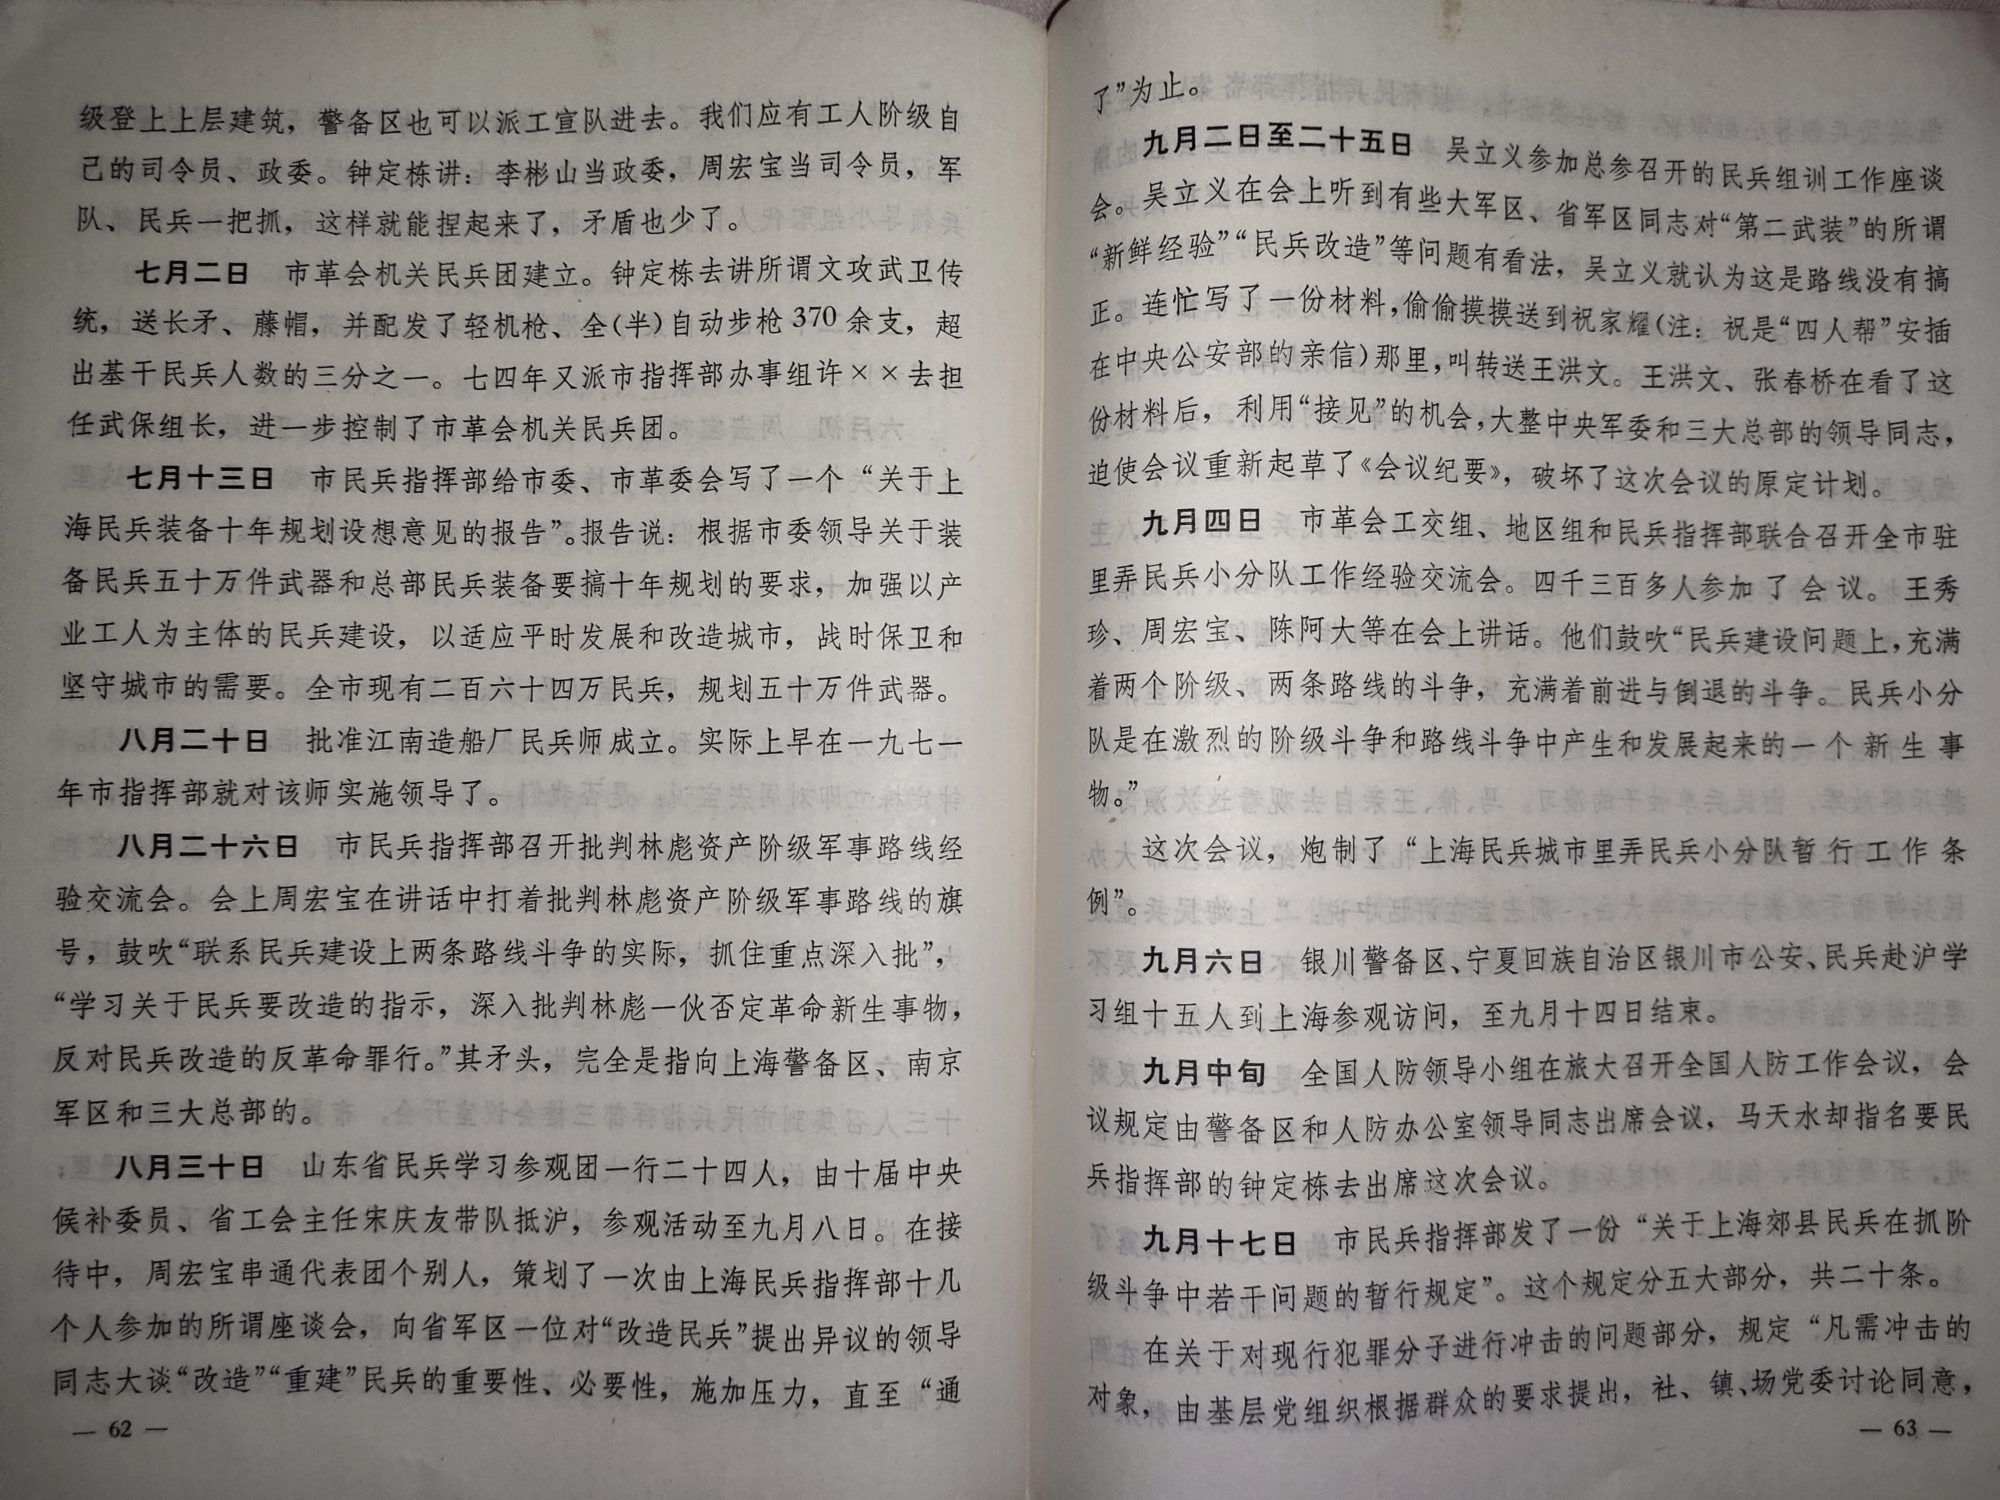 级登上上层建筑，警备区也可以派工宣队进去。我们应有工人阶级自
己的司令员、政委。钟定栋讲：李彬山当政委，周宏宝当司令员，军
队、民兵一把抓，这样就能捏起来了，矛盾也少了。
七月二日　市革会机关民兵团建立。钟定栋去讲所谓文攻武卫传
统，送长矛、藤帽，并配发了轻机枪、全(半)自动步枪370余支，超
出基干民兵人数的三分之一。七四年又派市指挥部办事组许××去担
任武保组长，进一步控制了市革会机关民兵团。
七月十三日　市民兵指挥部给市委、市革委会写了一个“关于上
海民兵装备十年规划设想意见的报告”。报告说：根据市委领导关于装
备民兵五十万件武器和总部民兵装备要搞十年规划的要求，加强以产
业工人为主体的民兵建设，以适应平时发展和改造城市，战时保卫和
坚守城市的需要。全市现有二百六十四万民兵，规划五十万件武器。
八月二十日　批准江南造船厂民兵师成立。实际上早在一九七一
年市指挥部就对该师实施领导了。
八月二十六日　市民兵指挥部召开批判林彪资产阶级军事路线经
验交流会。会上周宏宝在讲话中打着批判林彪资产阶级军事路线的旗
号，鼓吹“联系民兵建设上两条路线斗争的实际，抓住重点深入批”，
“学习关于民兵要改造的指示，深入批判林彪一伙否定革命新生事物，
反对民兵改造的反革命罪行。”其矛头，完全是指向上海警备区、南京
军区和三大总部的。
八月三十日　山东省民兵学习参观团一行二十四人，由十届中央
候补委员、省工会主任宋庆友带队抵沪，参观活动至九月八日。在接
待中，周宏宝串通代表团个别人，策划了一次由上海民兵指挥部十几
个人参加的所谓座谈会，向省军区一位对“改造民兵”提出异议的领导
同志大谈“改造”“重建”民兵的重要性、必要性，施加压力，直至“通
— 62 —
了”为止。
九月二日至二十五日　吴立义参加总参召开的民兵组训工作座谈
会。吴立义在会上听到有些大军区、省军区同志对“第二武装”的所谓
“新鲜经验”“民兵改造”等问题有看法，吴立义就认为这是路线没有搞
正。连忙写了一份材料，偷偷摸摸送到祝家耀(注：祝是“四人帮”安插
在中央公安部的亲信)那里，叫转送王洪文。王洪文、张春桥在看了这
份材料后，利用“接见”的机会，大整中央军委和三大总部的领导同志，
迫使会议重新起草了《会议纪要》，破坏了这次会议的原定计划。
九月四日　市革会工交组、地区组和民兵指挥部联合召开全市驻
里弄民兵小分队工作经验交流会。四千三百多人参加了会议。王秀
珍、周宏宝、陈阿大等在会上讲话。他们鼓吹“民兵建设问题上，充满
着两个阶级、两条路线的斗争，充满着前进与倒退的斗争。民兵小分
队是在激烈的阶级斗争和路线斗争中产生和发展起来的一个新生事
物。”
这次会议，炮制了“上海民兵城市里弄民兵小分队暂行工作条
例”。
九月六日　银川警备区、宁夏回族自治区银川市公安、民兵赴沪学
习组十五人到上海参观访问，至九月十四日结束。
九月中旬　全国人防领导小组在旅大召开全国人防工作会议，会
议规定由警备区和人防办公室领导同志出席会议，马天水却指名要民
兵指挥部的钟定栋去出席这次会议。
九月十七日　市民兵指挥部发了一份“关于上海郊县民兵在抓阶
级斗争中若干问题的暂行规定”。这个规定分五大部分，共二十条。
在关于对现行犯罪分子进行冲击的问题部分，规定“凡需冲击的
对象，由基层党组织根据群众的要求提出，社、镇、场党委讨论同意，
— 63 —